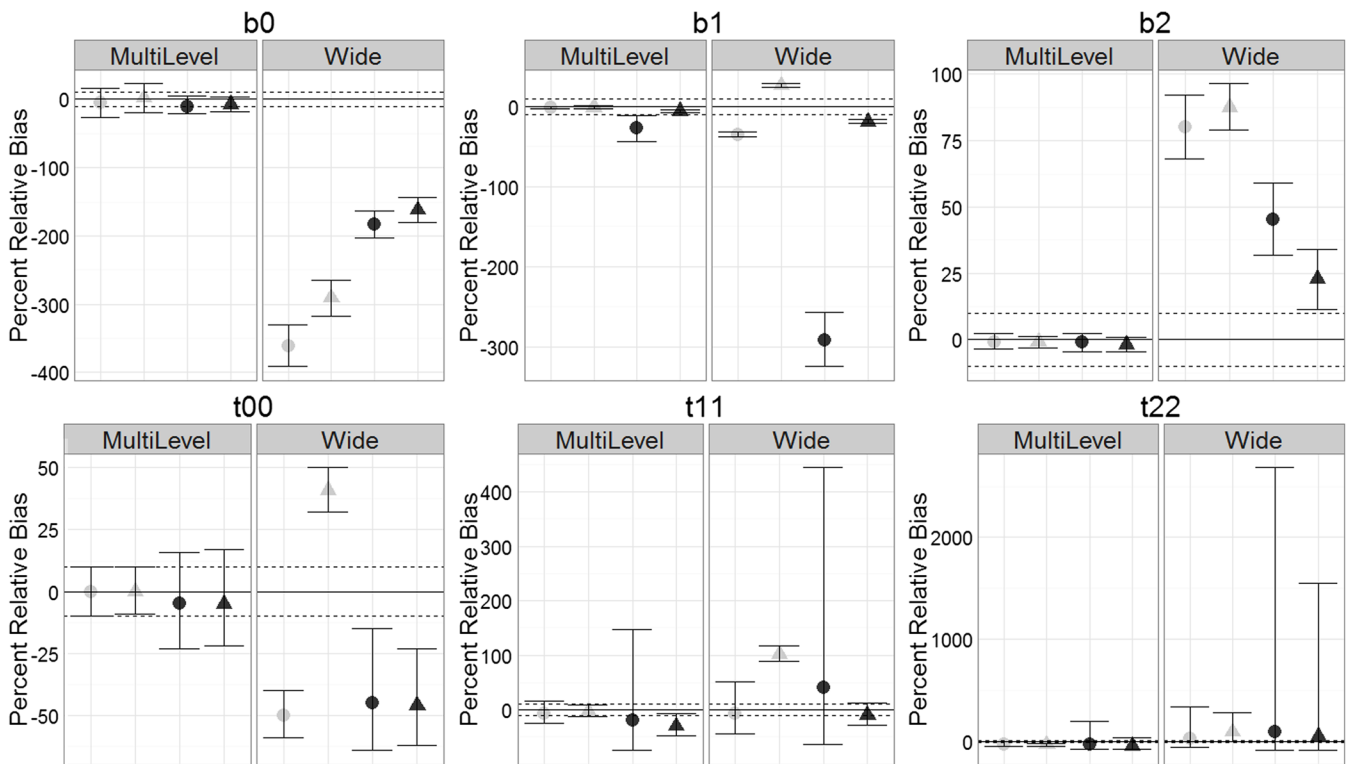 b0
MultiLevel Wide
Percent Relative Bias
0
-100
-200
-300
-400
b1
MultiLevel Wide
Percent Relative Bias
0
-100
-200
-300
b2
MultiLevel Wide
Percent Relative Bias
100
75
50
25
0
t00
MultiLevel Wide
Percent Relative Bias
50
25
0
-25
-50
t11
MultiLevel Wide
Percent Relative Bias
400
300
200
100
0
t22
MultiLevel Wide
Percent Relative Bias
2000
1000
0